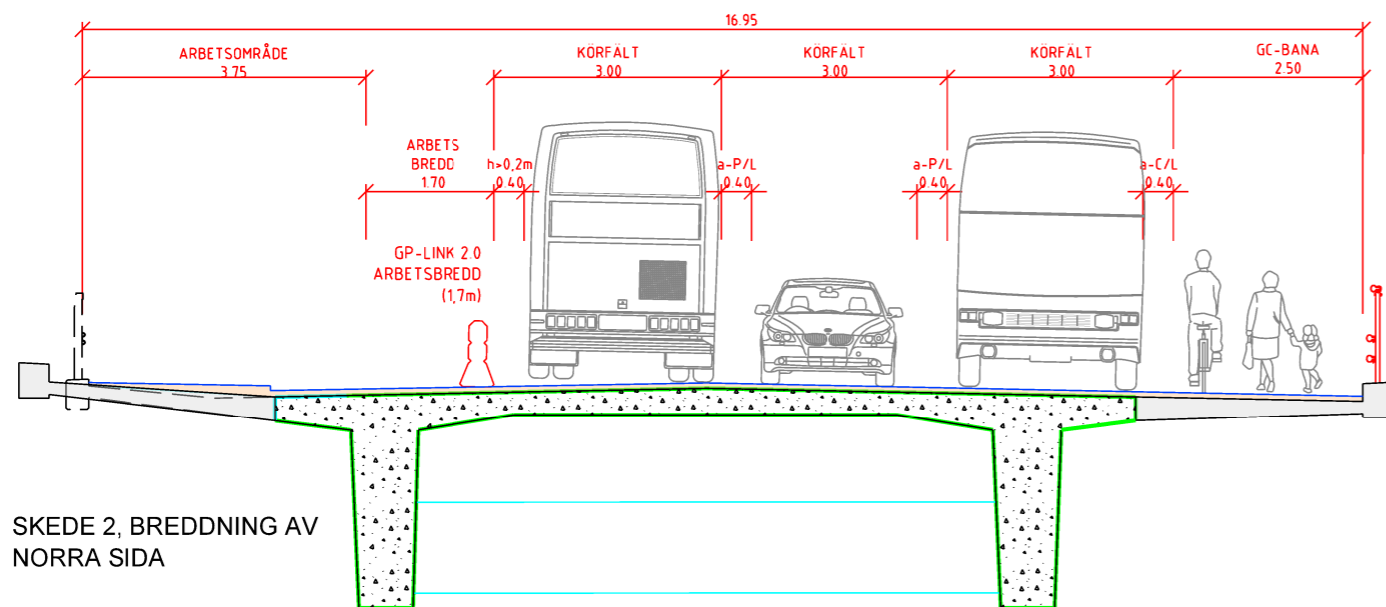 16.95
ARBETSOMRÅDE
3.75
KÖRFÄLT
3.00
KÖRFÄLT
3.00
KÖRFÄLT
3.00
GC-BANA
2.50
ARBETS
BREDD
1.70
h>0,2m
0.40
a-P/L
0.40
a-P/L
0.40
a-C/L
0.40
GP-LINK 2.0
ARBETSBREDD
(1,7m)
SKEDE 2, BREDDNING AV
NORRA SIDA